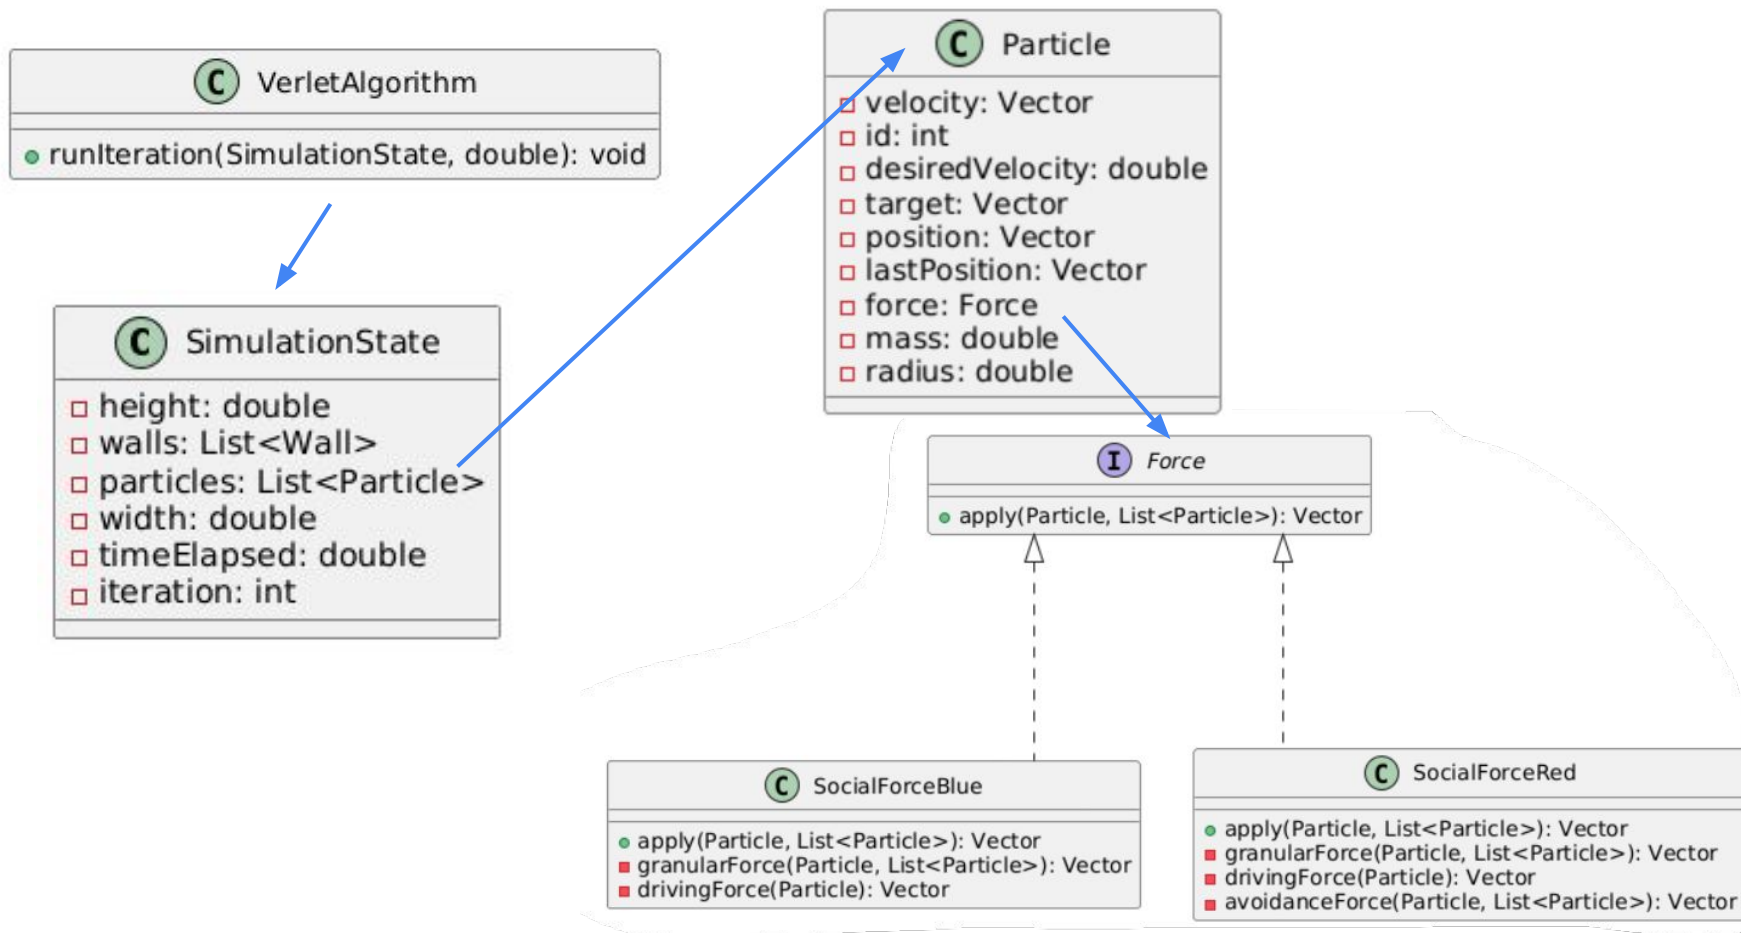 C VerletAlgorithm
runIteration(SimulationState, double): void
C SimulationState
height: double
walls: List<Wall>
particles: List<Particle>
width: double
timeElapsed: double
iteration: int
C Particle
velocity: Vector
id: int
desiredVelocity: double
target: Vector
position: Vector
lastPosition: Vector
force: Force
mass: double
radius: double
I Force
apply(Particle, List<Particle>): Vector
C SocialForceBlue
apply(Particle, List<Particle>): Vector
granularForce(Particle, List<Particle>): Vector
drivingForce(Particle): Vector
C SocialForceRed
apply(Particle, List<Particle>): Vector
granularForce(Particle, List<Particle>): Vector
drivingForce(Particle): Vector
avoidanceForce(Particle, List<Particle>): Vector